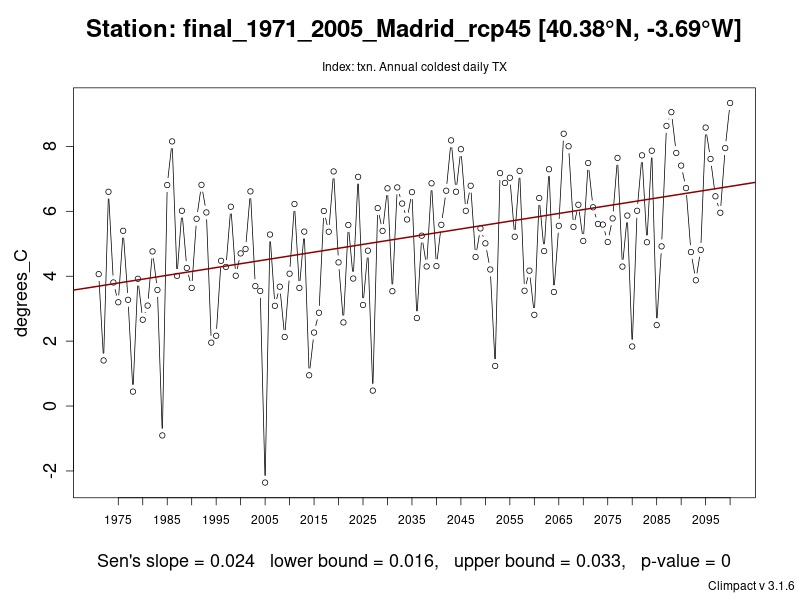 Station: final_1971_2005_Madrid_rcp45 [40.38°N, -3.69°W]
Index: txn. Annual coldest daily TX
degrees_C
8
6
4
2
0
-2
1975 1985 1995 2005 2015 2025 2035 2045 2055 2065 2075 2085 2095
Sen's slope = 0.024 lower bound = 0.016, upper bound = 0.033, p-value = 0
Climpact v 3.1.6